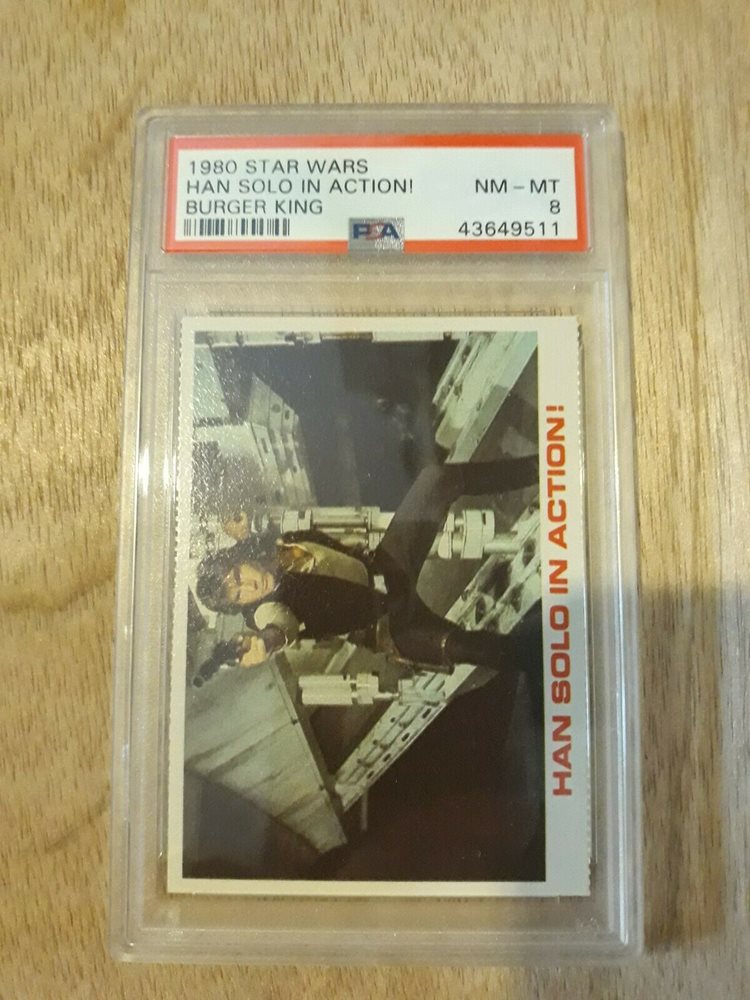 1980 STAR WARS
HAN SOLO IN ACTION! NM - MT
BURGER KING 8
PSA 43649511
HAN SOLO IN ACTION!